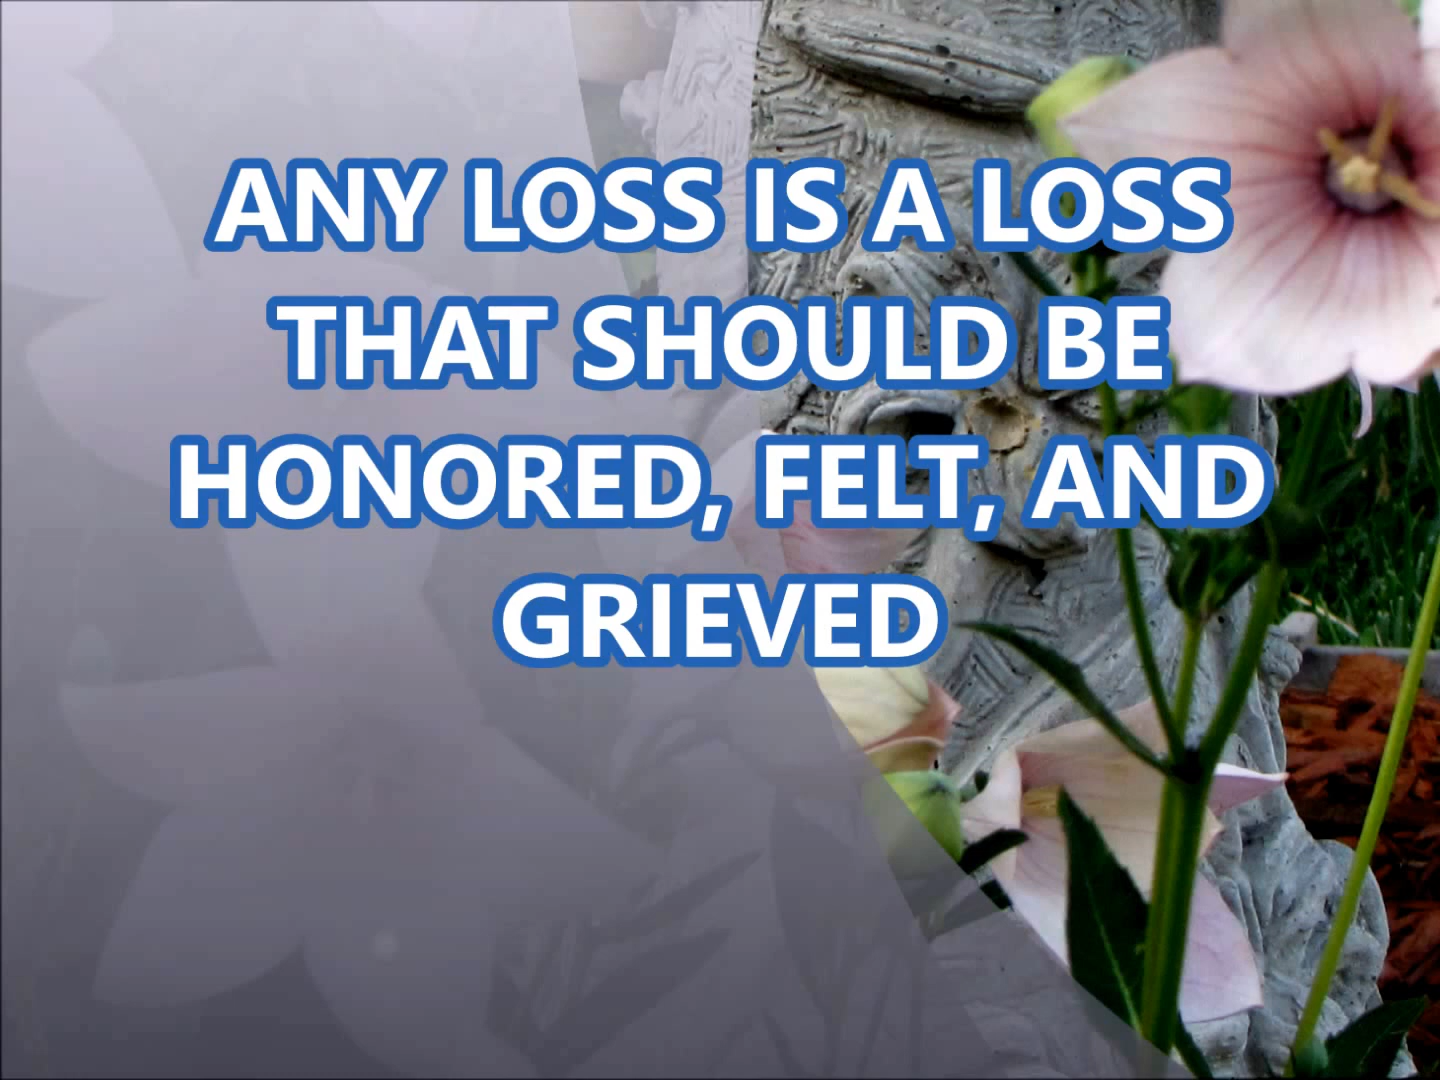 ANY LOSS IS A LOSS
THAT SHOULD BE
HONORED, FELT, AND
GRIEVED